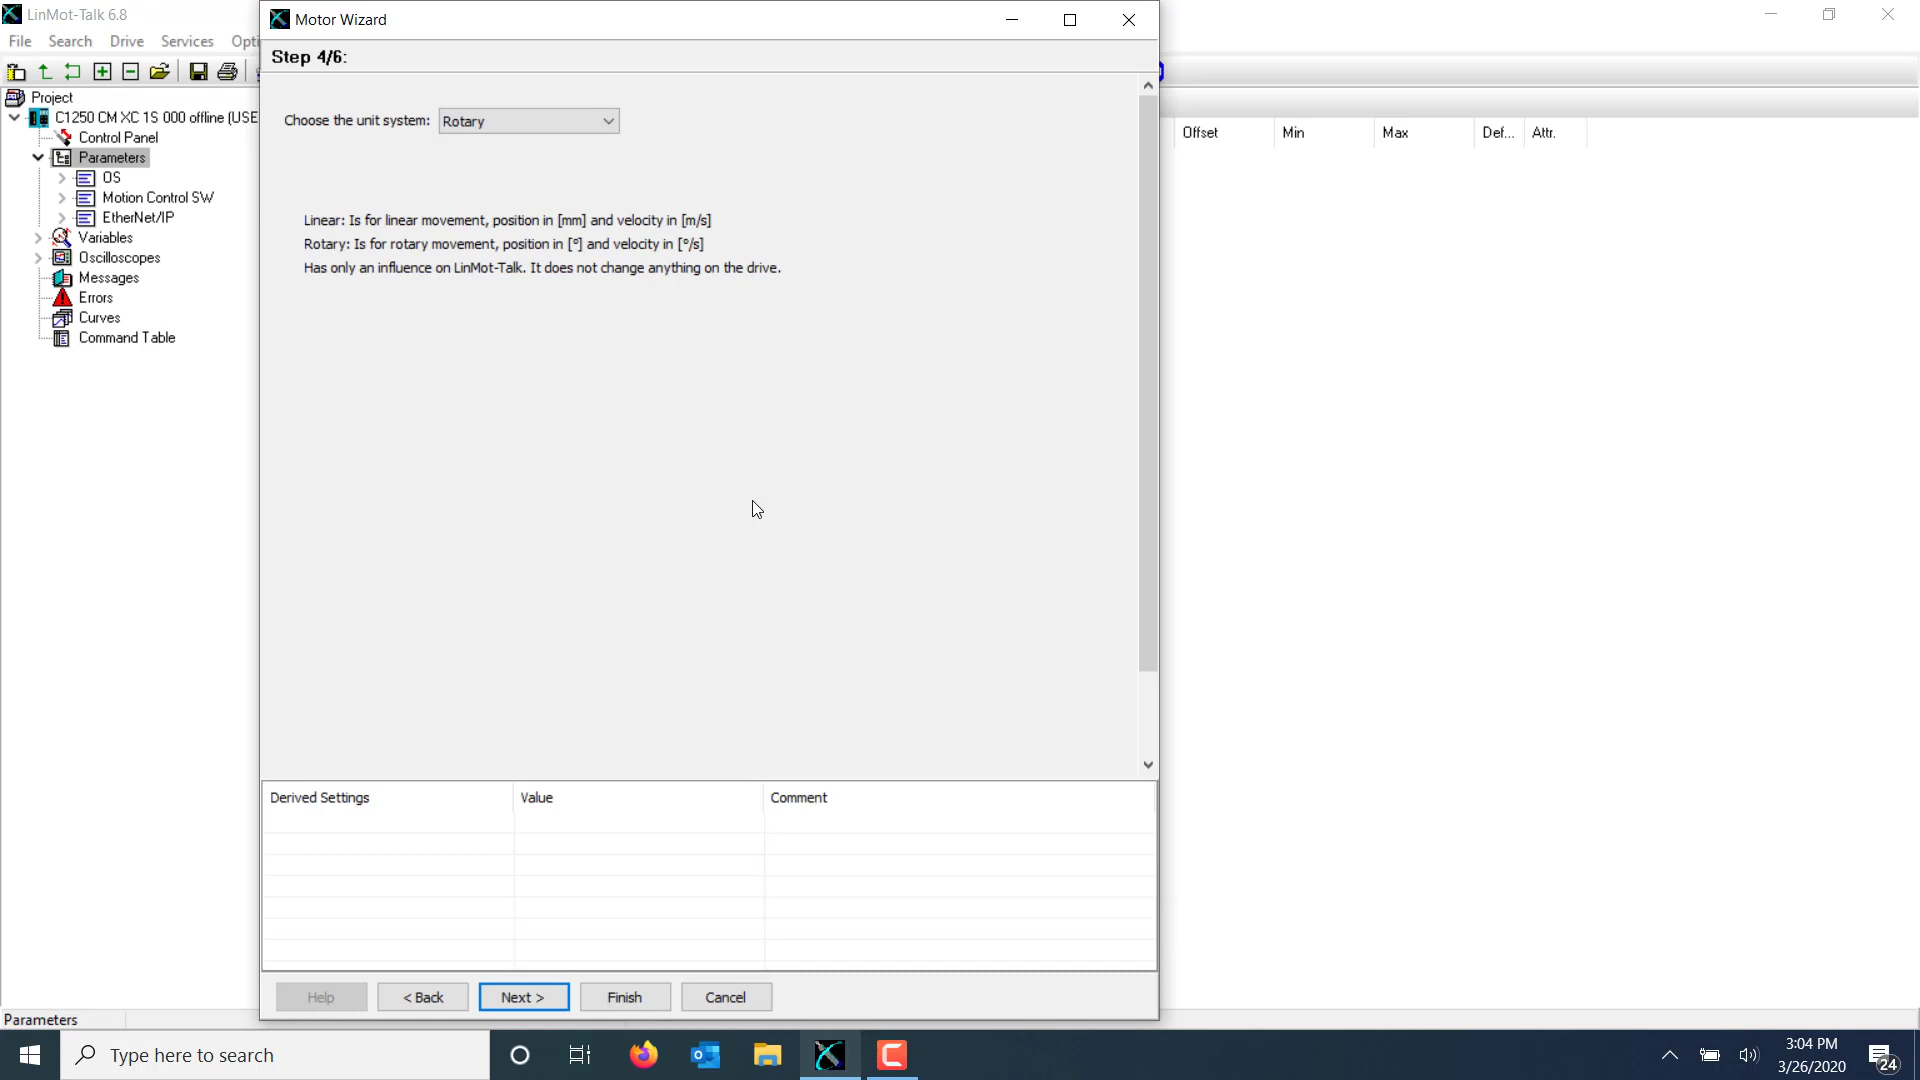 LinMot-Talk 6.8
File Search Drive Services Opti
Project
C1250 CM XC 1S 000 offline (USE
Control Panel
Parameters
OS
Motion Control SW
EtherNet/IP
Variables
Oscilloscopes
Messages
Errors
Curves
Command Table
Motor Wizard
Step 4/6:
Choose the unit system: Rotary
Linear: Is for linear movement, position in [mm] and velocity in [m/s]
Rotary: Is for rotary movement, position in [°] and velocity in [°/s]
Has only an influence on LinMot-Talk. It does not change anything on the drive.
Offset Min Max Def... Attr.
Derived Settings Value Comment
Help < Back Next > Finish Cancel
Parameters
Type here to search
3:04 PM
3/26/2020
24